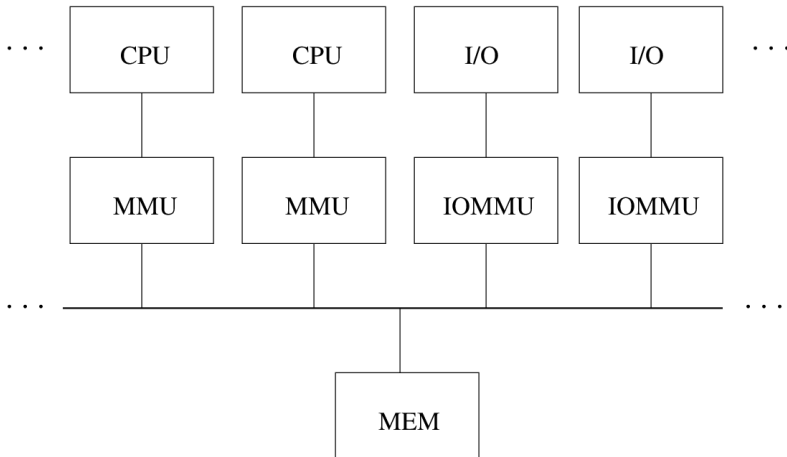 . . . CPU CPU I/O I/O . . .
MMU MMU IOMMU IOMMU
. . . . . .
MEM